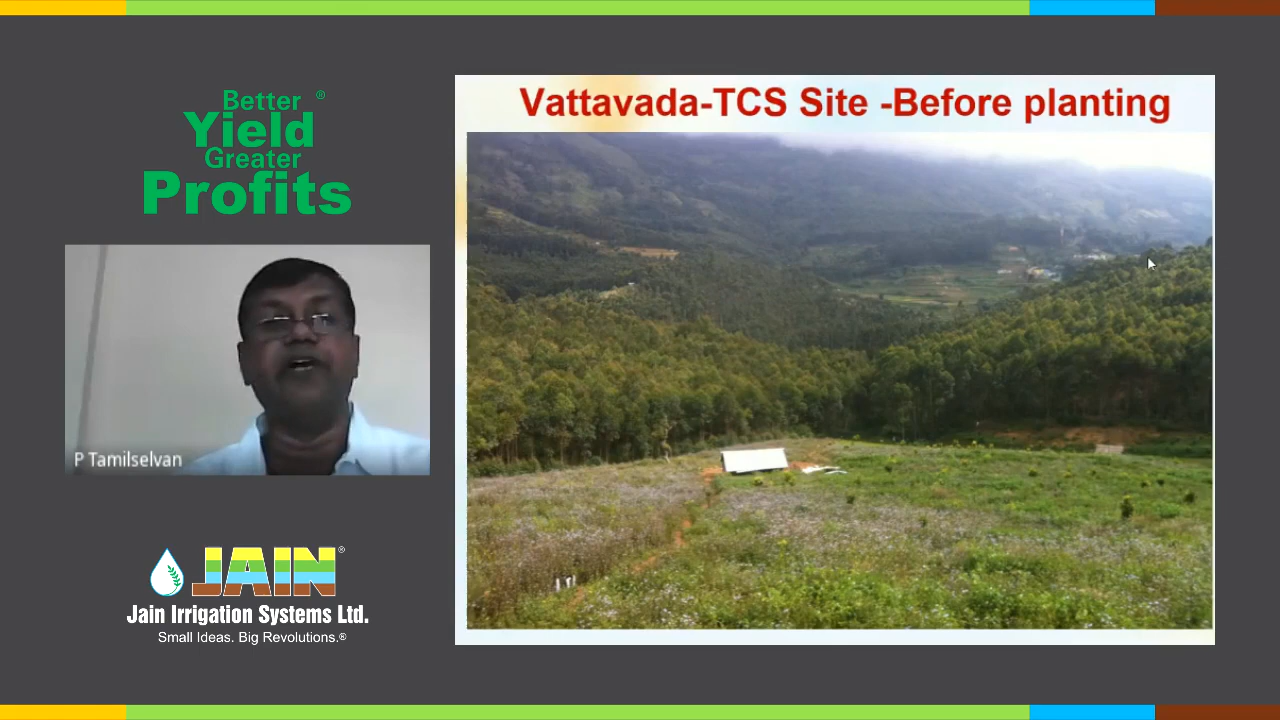 Better ®
Yield
Greater
Profits
Vattavada-TCS Site -Before planting
P Tamilselvan
JAIN®
Jain Irrigation Systems Ltd.
Small Ideas. Big Revolutions.®